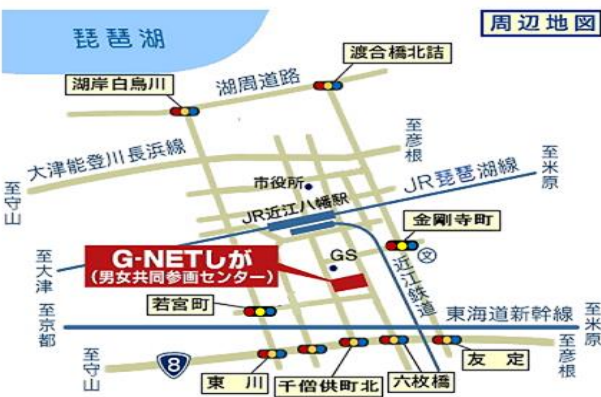 周辺地図
琵琶湖
渡合橋北詰
湖岸白鳥川
湖周道路
至彦根
大津能登川長浜線
至米原
市役所
JR琵琶湖線
至守山
JR近江八幡駅
金剛寺町
文
G-NETしが
(男女共同参画センター)
GS
至大津
近江鉄道
若宮町
東海道新幹線
至京都
至米原
至守山
8
東川
千僧供町北
六枚橋
友定
至彦根